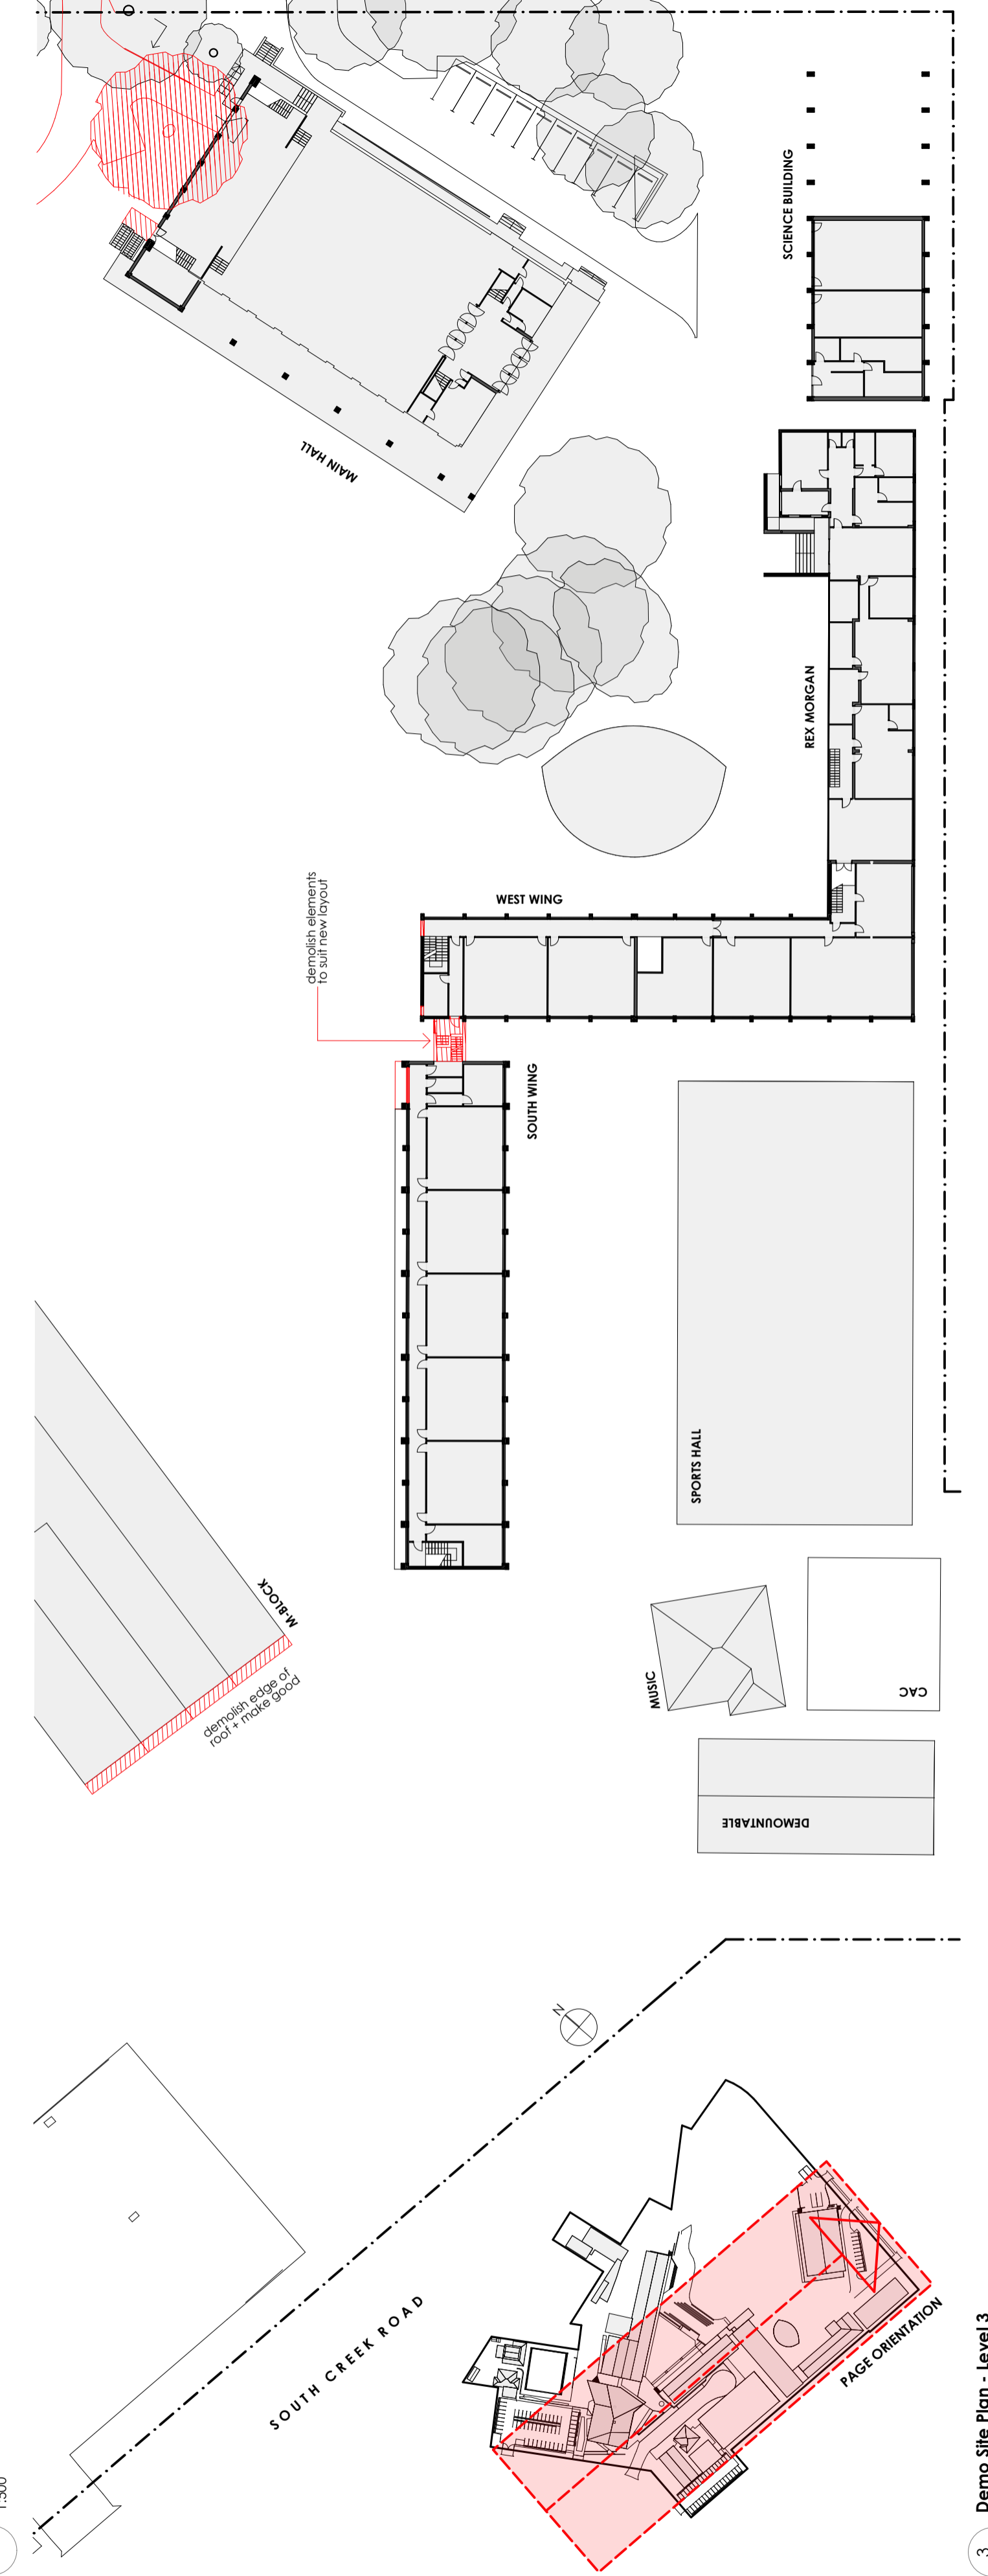 SCIENCE BUILDING
MAIN HALL
REX MORGAN
demolish elements
to suit new layout
WEST WING
SOUTH WING
SPORTS HALL
M-BLOCK
demolish edge of
roof + make good
MUSIC
CAC
DEMOUNTABLE
N
SOUTH CREEK ROAD
PAGE ORIENTATION
1:500
3
Demo Site Plan - Level 3